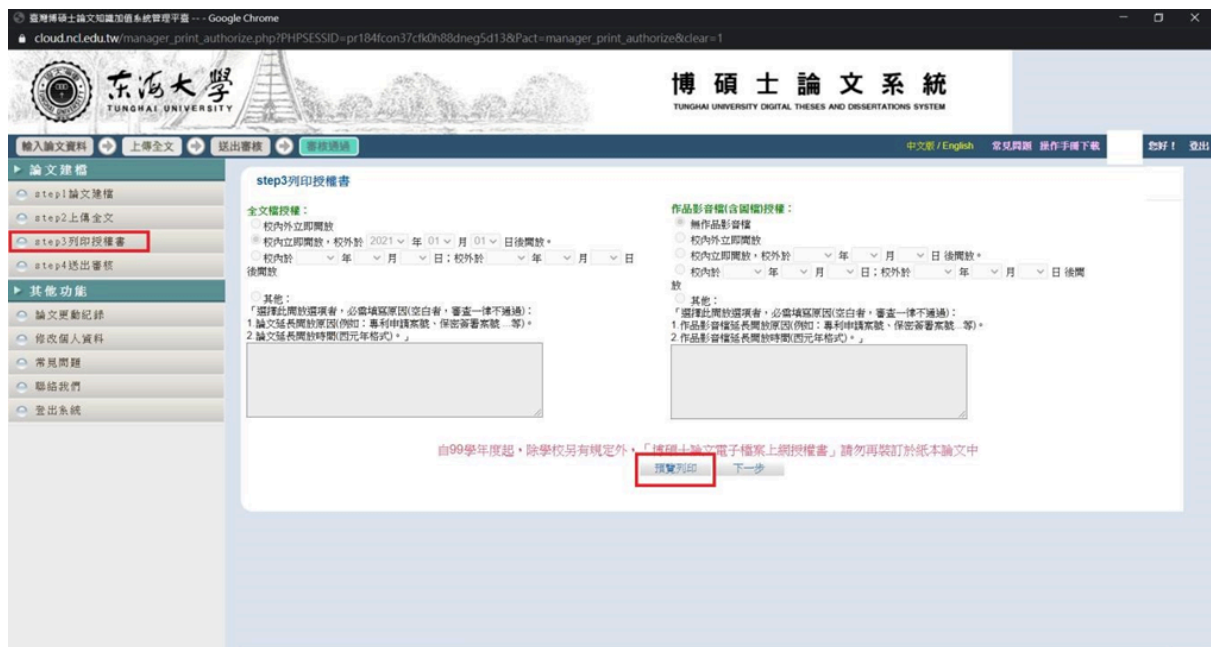 臺灣博碩士論文知識加值系統管理平臺 -- - Google Chrome
cloud.ncl.edu.tw/manager_print_authorize.php?PHPSESSID=pr184fcon37cfk0h88dneg5d13&Pact=manager_print_authorize&clear=1
東海大學
TUNGHAI UNIVERSITY
博碩士論文系統
TUNGHAI UNIVERSITY DIGITAL THESES AND DISSERTATIONS SYSTEM
輸入論文資料 上傳全文 送出審核 審核通過
中文版 / English 常見問題 操作手冊下載 您好! 登出
論文建檔
step1論文建檔
step2上傳全文
step3列印授權書
step4送出審核
其他功能
論文更動紀錄
修改個人資料
常見問題
聯絡我們
登出系統
step3列印授權書
全文檔授權:
校內外立即開放
校內立即開放,校外於 2021 年 01 月 01 日後開放。
校內於 年 月 日;校外於 年 月 日
後開放
其他:
「選擇此開放選項者,必需填寫原因(空白者,審查一律不通過):
1.論文延長開放原因(例如:專利申請案號、保密簽署案號...等)。
2.論文延長開放時間(西元年格式)。」
作品影音檔(含圖檔)授權:
無作品影音檔
校內外立即開放
校內立即開放,校外於 年 月 日 後開放。
校內於 年 月 日;校外於 年 月 日 後開
放
其他:
「選擇此開放選項者,必需填寫原因(空白者,審查一律不通過):
1.作品影音檔延長開放原因(例如:專利申請案號、保密簽署案號...等)。
2.作品影音檔延長開放時間(西元年格式)。」
自99學年度起,除學校另有規定外,「博碩士論文電子檔案上網授權書」請勿再裝訂於紙本論文中
預覽列印 下一步